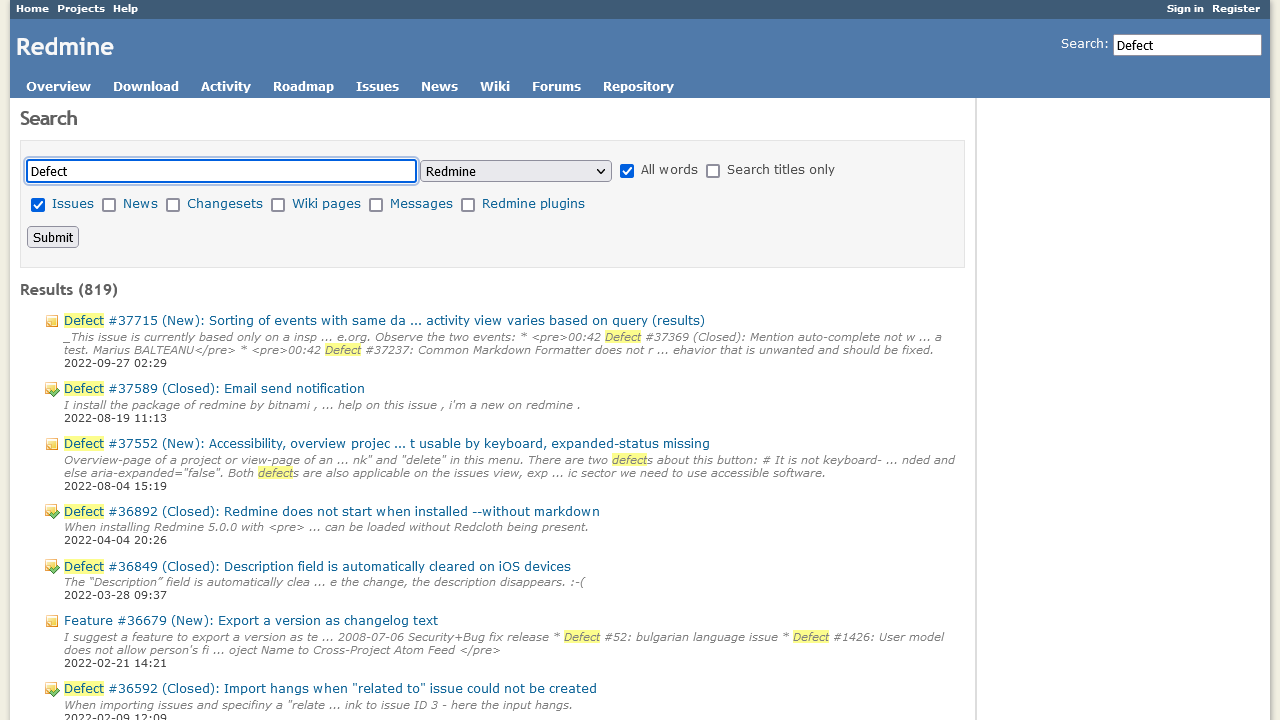 Home Projects Help Sign in Register
Redmine
Search: Defect
Overview Download Activity Roadmap Issues News Wiki Forums Repository
Search
Defect Redmine All words Search titles only
Issues News Changesets Wiki pages Messages Redmine plugins
Submit
Results (819)
Defect #37715 (New): Sorting of events with same da ... activity view varies based on query (results)
_This issue is currently based only on a insp ... e.org. Observe the two events: * <pre>00:42 Defect #37369 (Closed): Mention auto-complete not w ... a
test. Marius BALTEANU</pre> * <pre>00:42 Defect #37237: Common Markdown Formatter does not r ... ehavior that is unwanted and should be fixed.
2022-09-27 02:29
Defect #37589 (Closed): Email send notification
I install the package of redmine by bitnami , ... help on this issue , i'm a new on redmine .
2022-08-19 11:13
Defect #37552 (New): Accessibility, overview projec ... t usable by keyboard, expanded-status missing
Overview-page of a project or view-page of an ... nk" and "delete" in this menu. There are two defects about this button: # It is not keyboard- ... nded and
else aria-expanded="false". Both defects are also applicable on the issues view, exp ... ic sector we need to use accessible software.
2022-08-04 15:19
Defect #36892 (Closed): Redmine does not start when installed --without markdown
When installing Redmine 5.0.0 with <pre> ... can be loaded without Redcloth being present.
2022-04-04 20:26
Defect #36849 (Closed): Description field is automatically cleared on iOS devices
The “Description” field is automatically clea ... e the change, the description disappears. :-(
2022-03-28 09:37
Feature #36679 (New): Export a version as changelog text
I suggest a feature to export a version as te ... 2008-07-06 Security+Bug fix release * Defect #52: bulgarian language issue * Defect #1426: User model
does not allow person's fi ... oject Name to Cross-Project Atom Feed </pre>
2022-02-21 14:21
Defect #36592 (Closed): Import hangs when "related to" issue could not be created
When importing issues and specifiny a "relate ... ink to issue ID 3 - here the input hangs.
2022-02-09 12:09